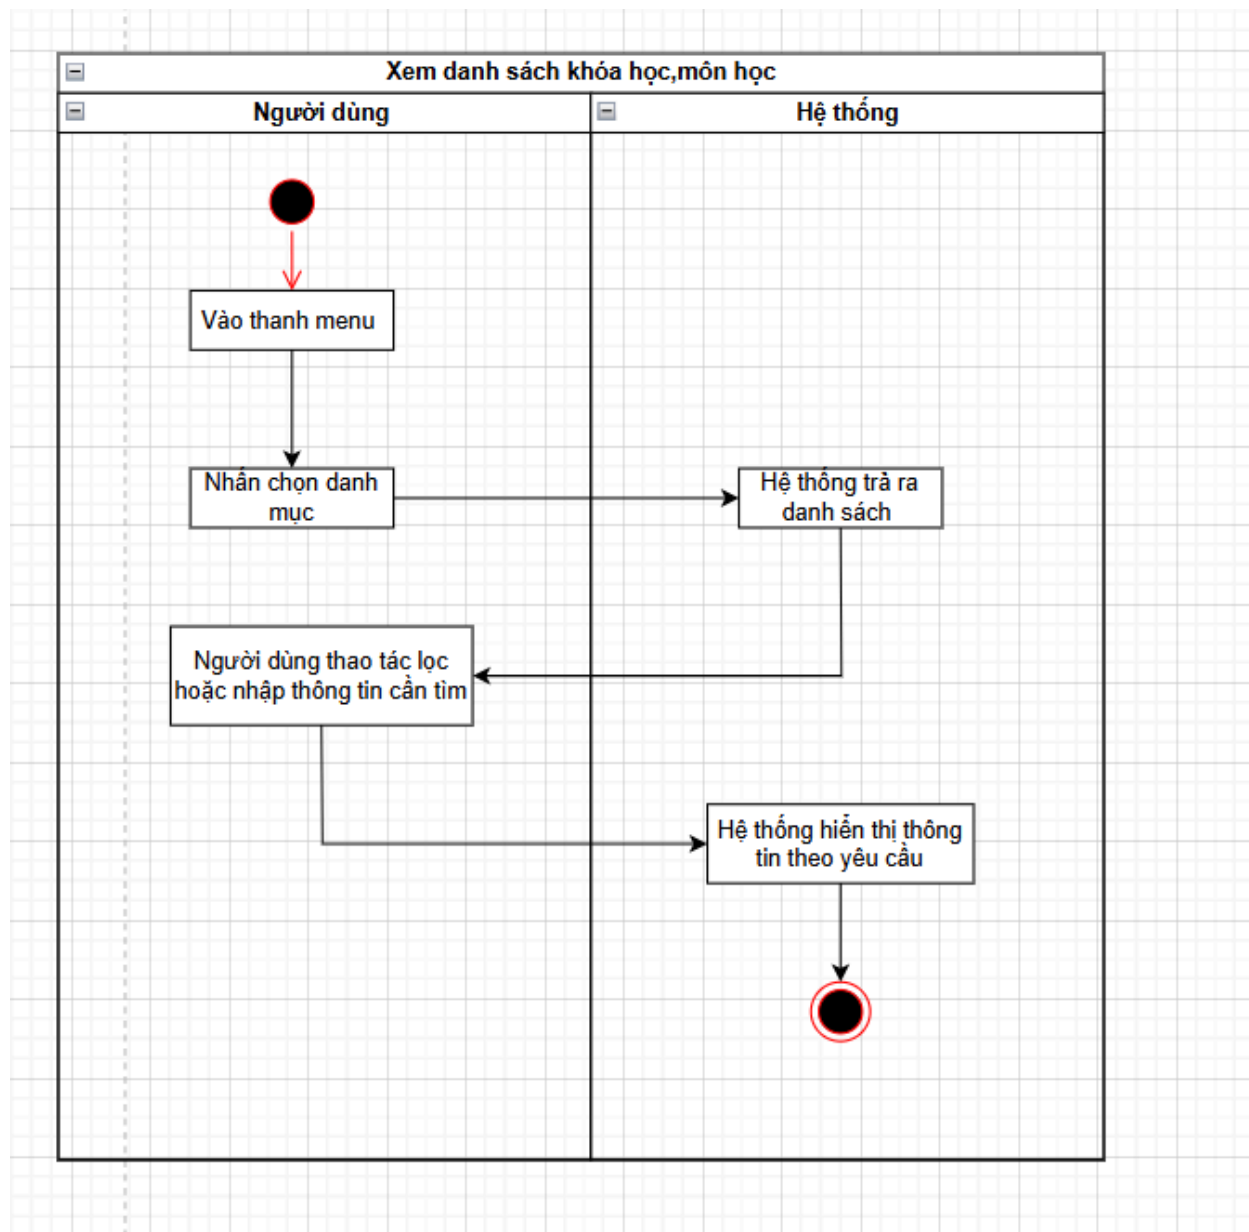 Xem danh sách khóa học,môn học
Người dùng
Hệ thống
Vào thanh menu
Nhấn chọn danh
mục
Hệ thống trả ra
danh sách
Người dùng thao tác lọc
hoặc nhập thông tin cần tìm
Hệ thống hiển thị thông
tin theo yêu cầu